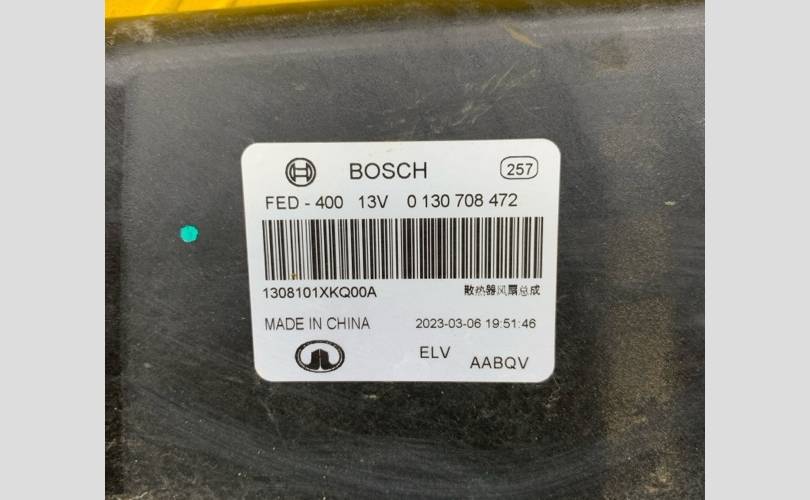 BOSCH 257
FED - 400 13V 0 130 708 472
1308101XKQ00A 散热器风扇总成
MADE IN CHINA 2023-03-06 19:51:46
ELV AABQV